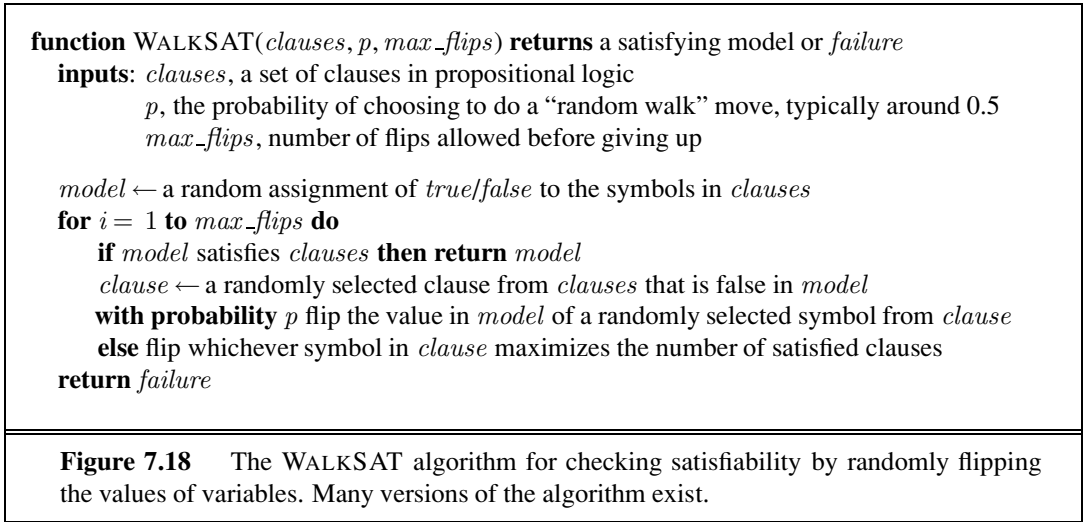 function WALKSAT(clauses, p, max_flips) returns a satisfying model or failure
inputs: clauses, a set of clauses in propositional logic
p, the probability of choosing to do a “random walk” move, typically around 0.5
max_flips, number of flips allowed before giving up
model ← a random assignment of true/false to the symbols in clauses
for i = 1 to max_flips do
if model satisfies clauses then return model
clause ← a randomly selected clause from clauses that is false in model
with probability p flip the value in model of a randomly selected symbol from clause
else flip whichever symbol in clause maximizes the number of satisfied clauses
return failure
Figure 7.18 The WALKSAT algorithm for checking satisfiability by randomly flipping
the values of variables. Many versions of the algorithm exist.